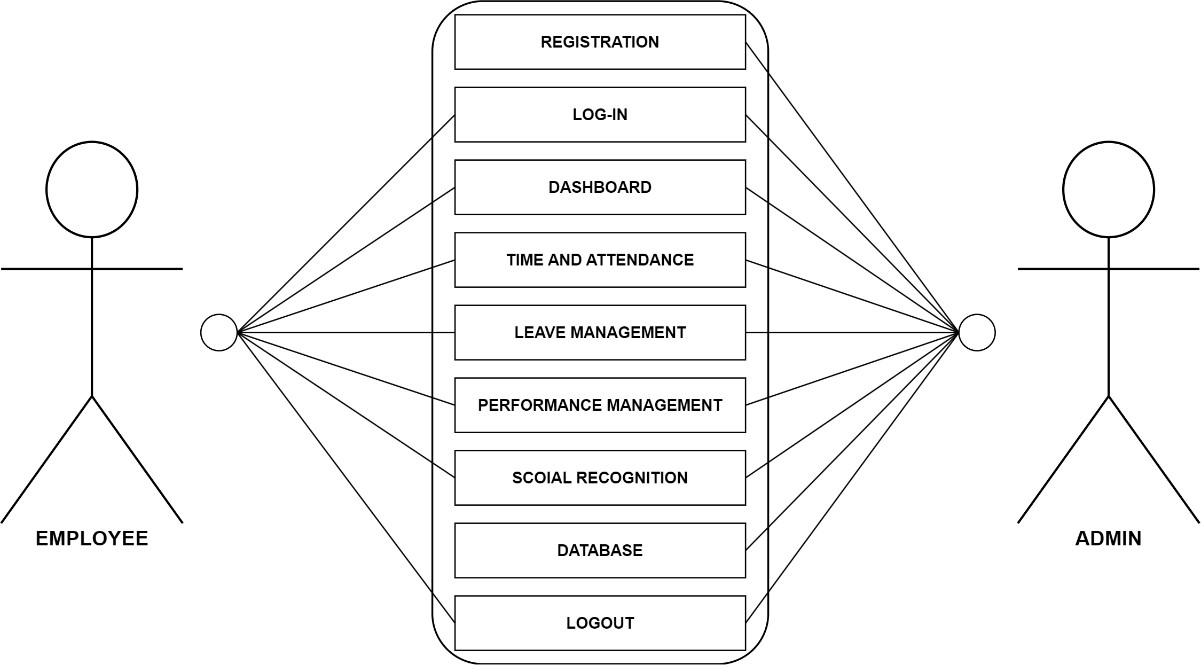 REGISTRATION
LOG-IN
DASHBOARD
TIME AND ATTENDANCE
LEAVE MANAGEMENT
PERFORMANCE MANAGEMENT
SCOIAL RECOGNITION
DATABASE
LOGOUT
EMPLOYEE
ADMIN